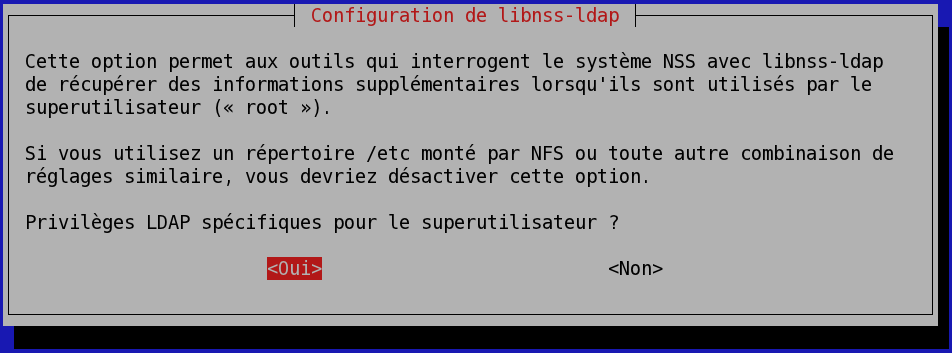 Configuration de libnss-ldap
Cette option permet aux outils qui interrogent le système NSS avec libnss-ldap
de récupérer des informations supplémentaires lorsqu'ils sont utilisés par le
superutilisateur (« root »).
Si vous utilisez un répertoire /etc monté par NFS ou toute autre combinaison de
réglages similaire, vous devriez désactiver cette option.
Privilèges LDAP spécifiques pour le superutilisateur ?
<Oui> <Non>